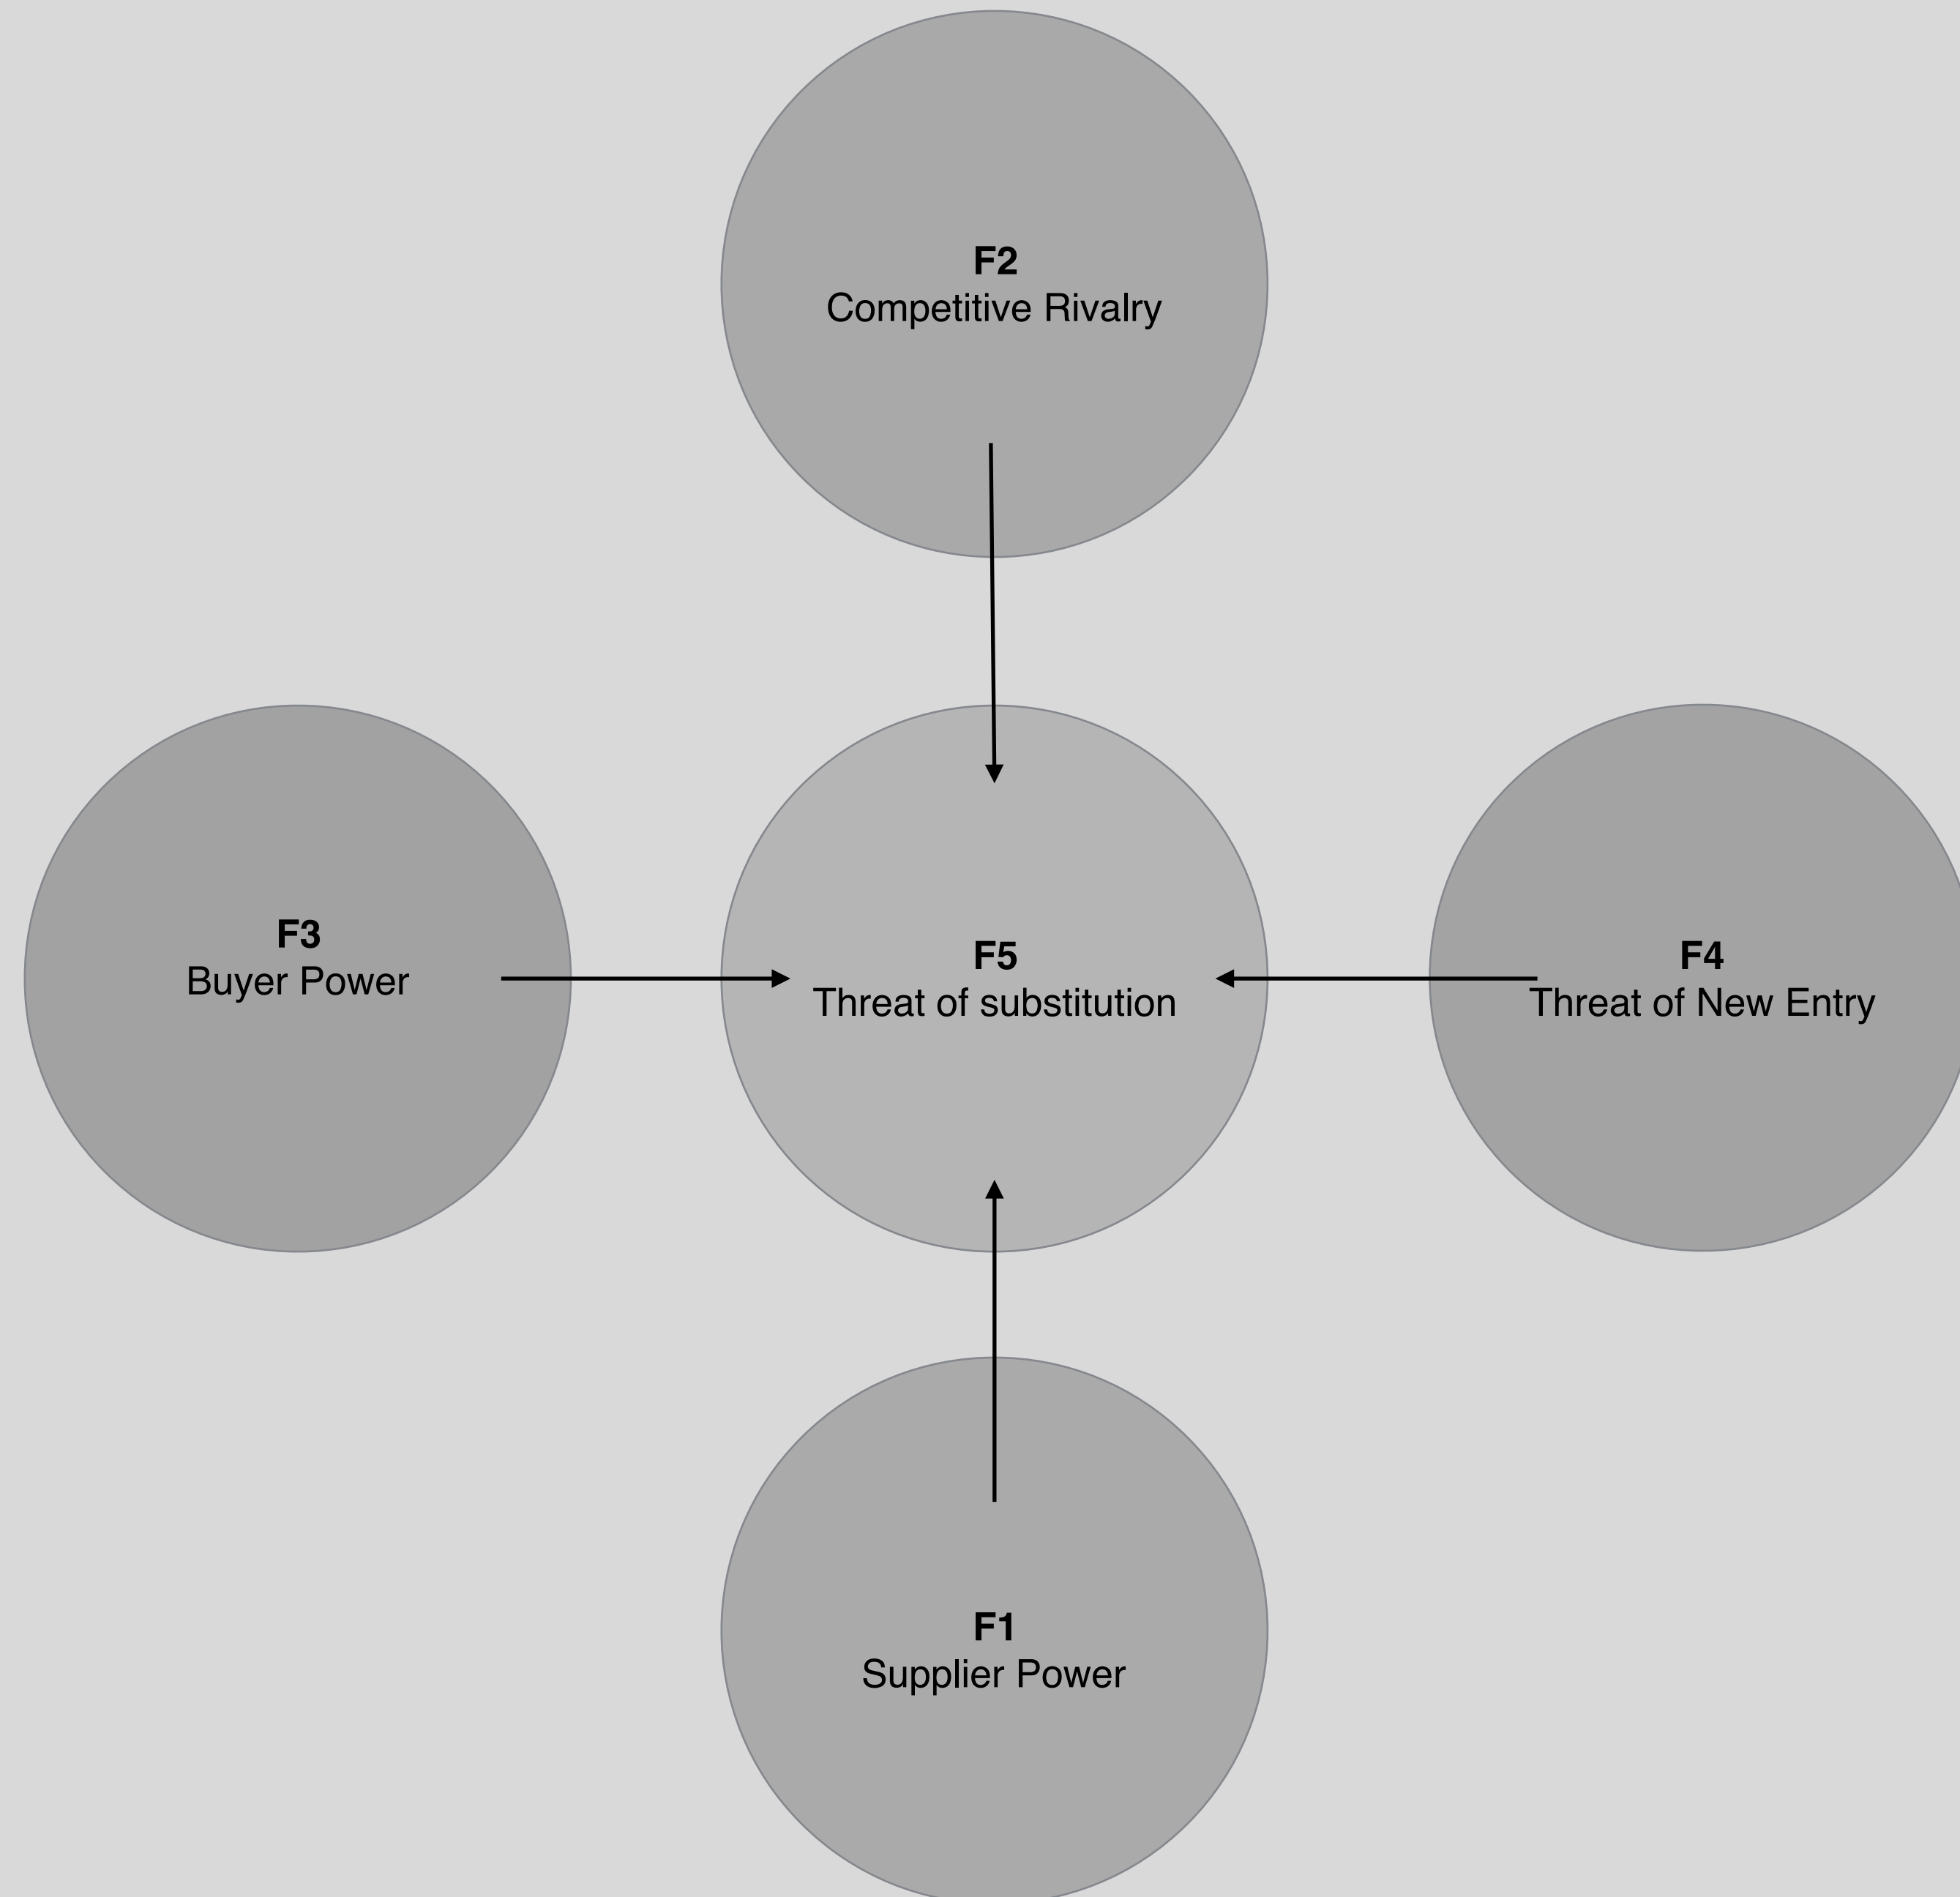 F2
Competitive Rivalry
F3
Buyer Power
F5
Threat of substitution
F4
Threat of New Entry
F1
Supplier Power